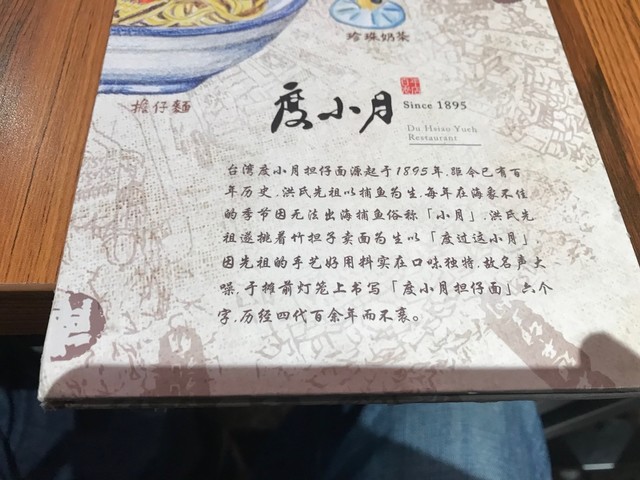 珍珠奶茶
擔仔麵
度小月
Since 1895
Du Hsiao Yueh
Restaurant
台湾度小月担仔面源起于1895年,距今已有百
年历史,洪氏先祖以捕鱼为生,每年在海象不佳
的季节因无法出海捕鱼俗称「小月」,洪氏先
祖遂挑着竹担子卖面为生以「度过这小月」,
因先祖的手艺好用料实在口味独特,故名声大
噪,于摊前灯笼上书写「度小月担仔面」六个
字,历经四代百余年而不衰。